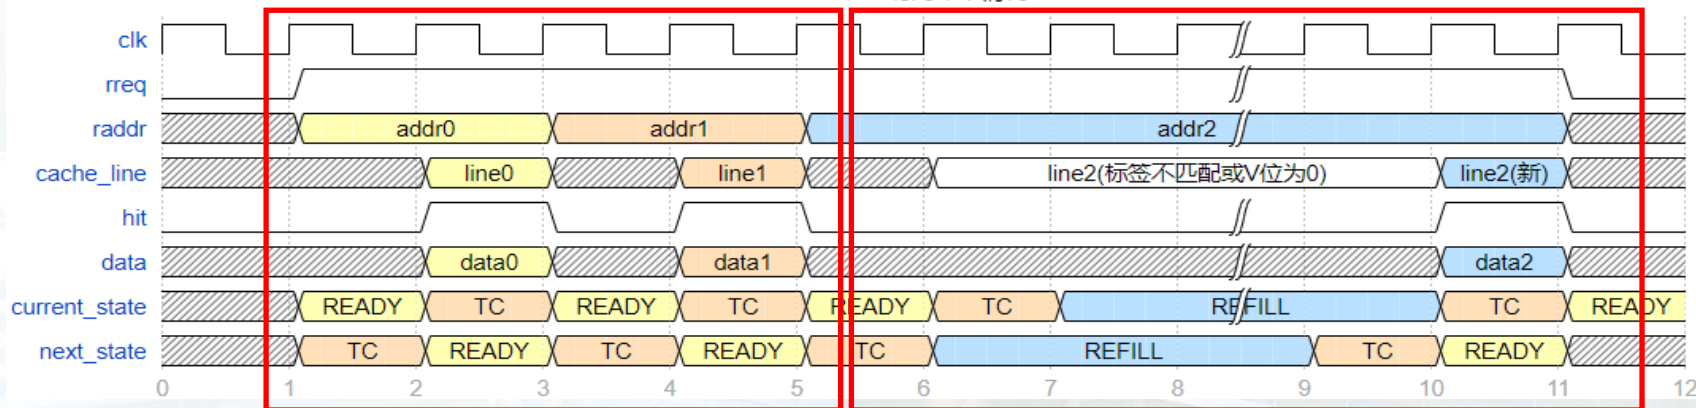 clk
rreq
raddr addr0 addr1 addr2
cache_line line0 line1 line2(标签不匹配或V位为0) line2(新)
hit
data data0 data1 data2
current_state READY TC READY TC READY TC REFILL TC READY
next_state TC READY TC READY TC REFILL TC READY
0 1 2 3 4 5 6 7 8 9 10 11 12